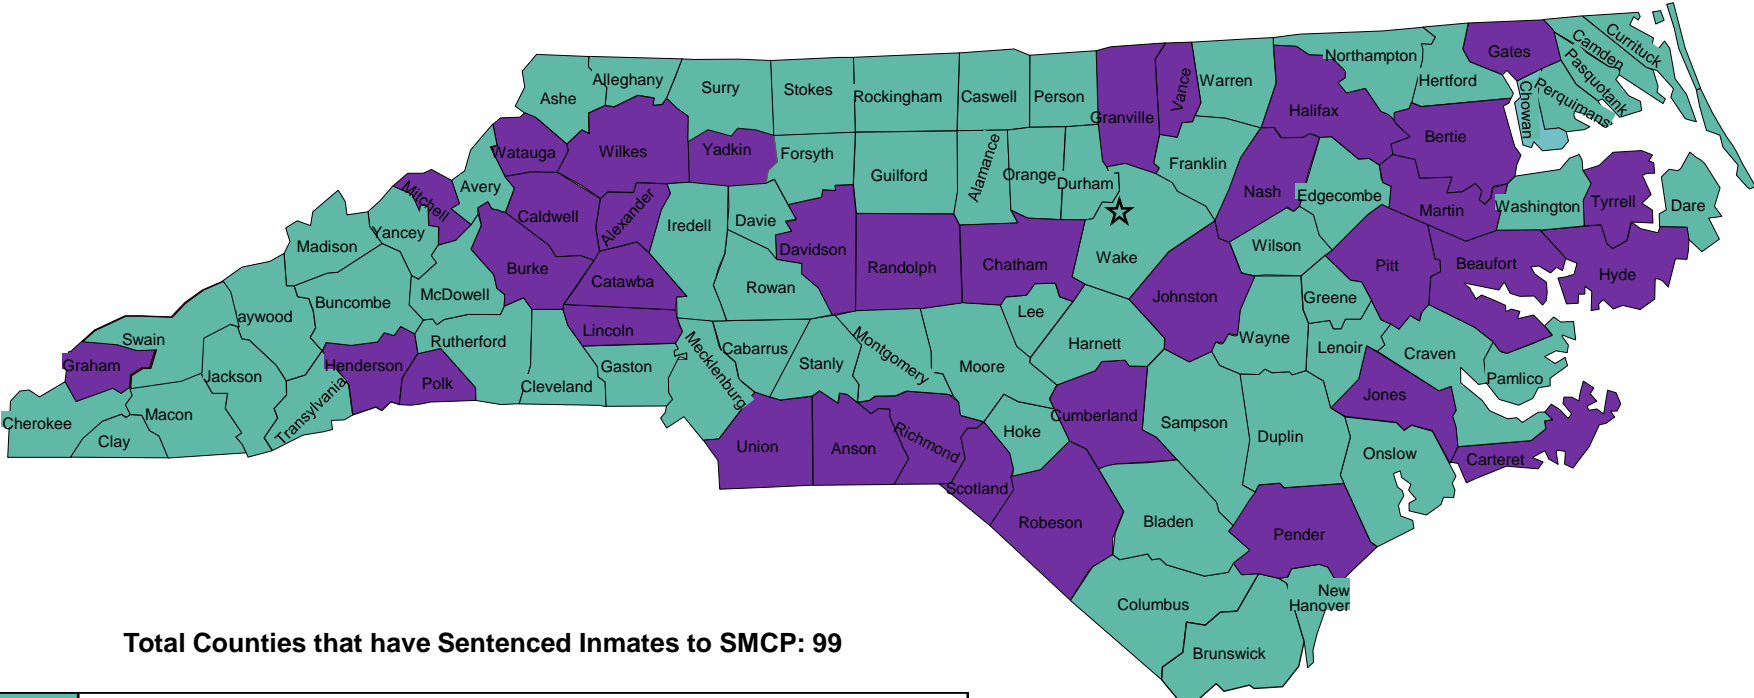 Ashe
Alleghany
Surry
Stokes
Rockingham
Caswell
Person
Granville
Vance
Warren
Halifax
Northampton
Hertford
Gates
Camden
Currituck
Pasquotank
Perquimans
Chowan
Bertie
Watauga
Wilkes
Yadkin
Forsyth
Guilford
Alamance
Orange
Durham
Franklin
Nash
Edgecombe
Martin
Washington
Tyrrell
Dare
Mitchell
Avery
Caldwell
Alexander
Iredell
Davie
Davidson
Randolph
Chatham
Wake
Wilson
Pitt
Beaufort
Hyde
Madison
Yancey
Burke
Catawba
Rowan
Johnston
Greene
Buncombe
McDowell
Lincoln
Lee
Wayne
Lenoir
Craven
Pamlico
aywood
Swain
Graham
Jackson
Henderson
Polk
Rutherford
Cleveland
Gaston
Mecklenburg
Cabarrus
Stanly
Montgomery
Moore
Harnett
Cherokee
Clay
Macon
Transylvania
Union
Anson
Richmond
Scotland
Hoke
Cumberland
Sampson
Duplin
Jones
Onslow
Carteret
Robeson
Bladen
Pender
Columbus
Brunswick
New
Hanover
Total Counties that have Sentenced Inmates to SMCP: 99